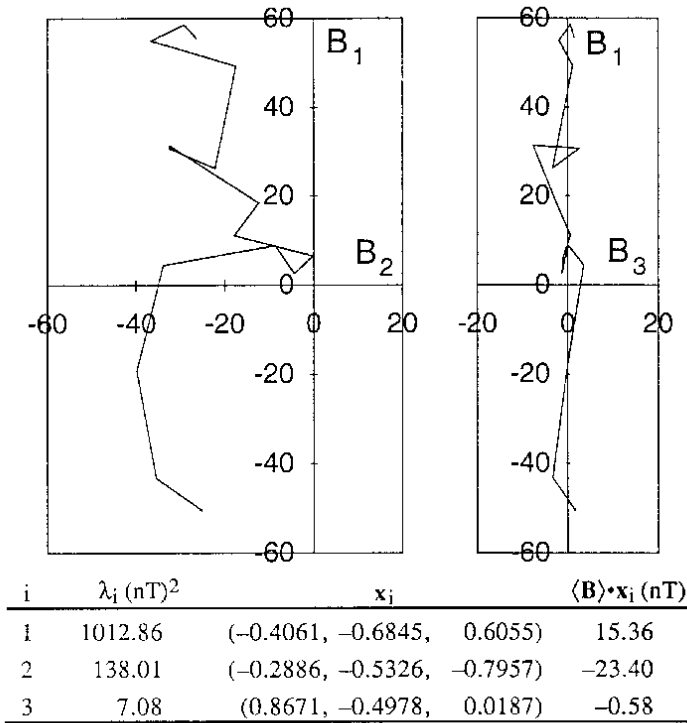 60 60
B1 B1
40 40
20 20
B2 B3
0 0
-60 -40 -20 0 20 -20 0 20
-20 -20
-40 -40
-60 -60
i λi (nT)2 xi ⟨B⟩•xi (nT)
1 1012.86 (−0.4061, −0.6845, 0.6055) 15.36
2 138.01 (−0.2886, −0.5326, −0.7957) −23.40
3 7.08 (0.8671, −0.4978, 0.0187) −0.58